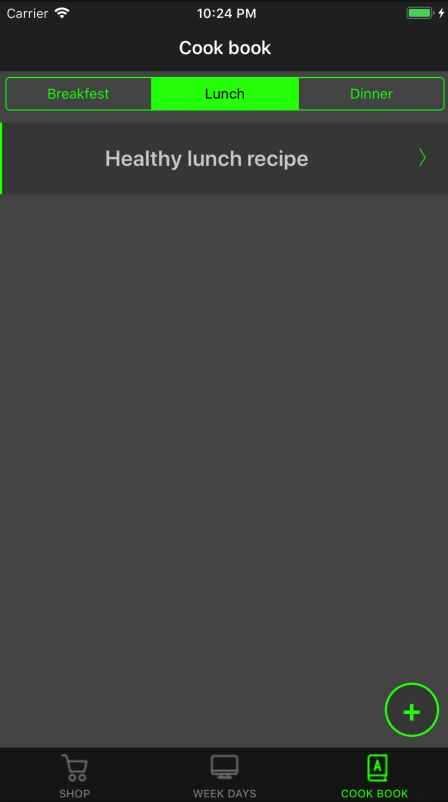 Carrier 10:24 PM
Cook book
Breakfest Lunch Dinner
Healthy lunch recipe
+
A
SHOP WEEK DAYS COOK BOOK